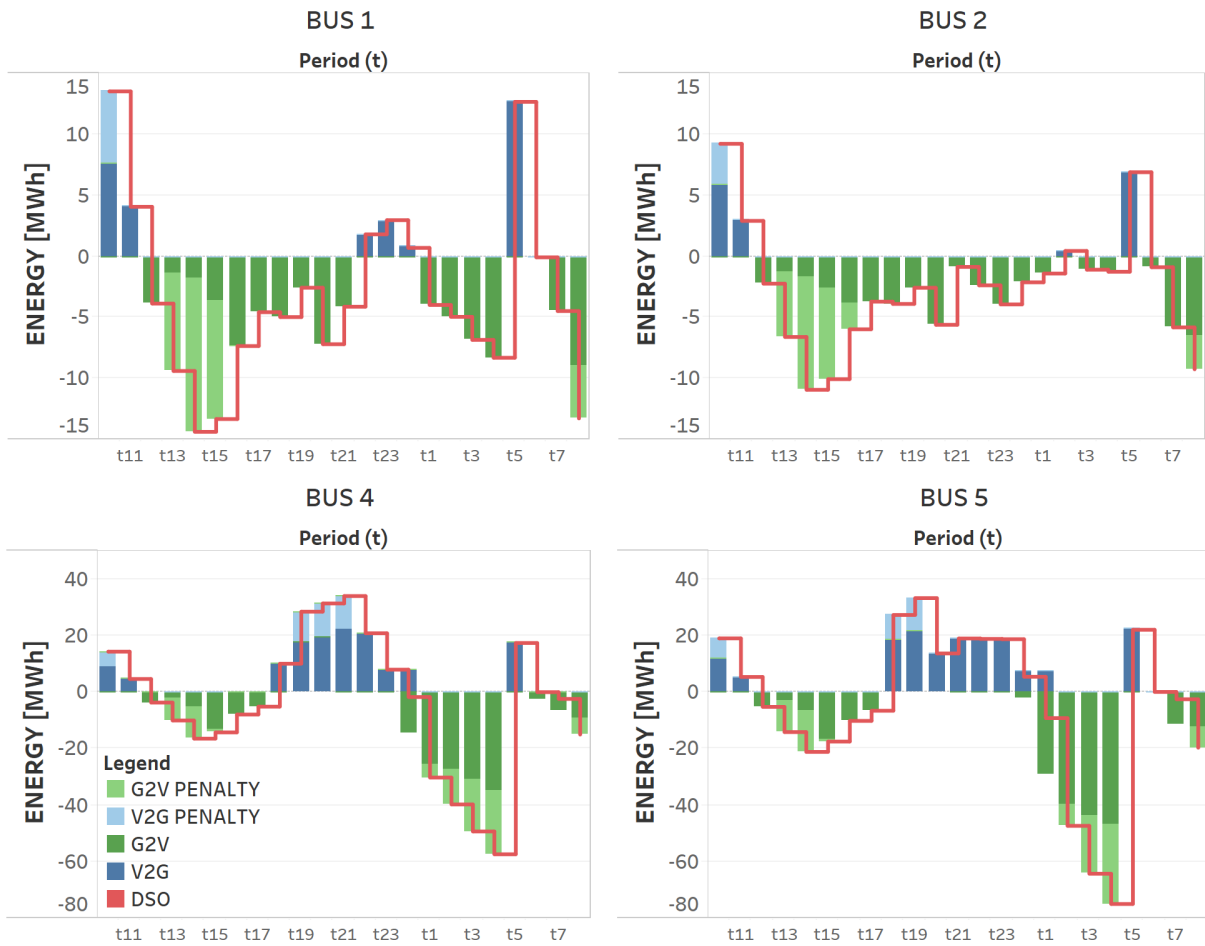 BUS 1
Period (t)
ENERGY [MWh]
15
10
5
0
-5
-10
-15
t11 t13 t15 t17 t19 t21 t23 t1 t3 t5 t7
BUS 2
Period (t)
ENERGY [MWh]
15
10
5
0
-5
-10
-15
t11 t13 t15 t17 t19 t21 t23 t1 t3 t5 t7
BUS 4
Period (t)
ENERGY [MWh]
40
20
0
-20
-40
-60
-80
Legend
G2V PENALTY
V2G PENALTY
G2V
V2G
DSO
t11 t13 t15 t17 t19 t21 t23 t1 t3 t5 t7
BUS 5
Period (t)
ENERGY [MWh]
40
20
0
-20
-40
-60
-80
t11 t13 t15 t17 t19 t21 t23 t1 t3 t5 t7